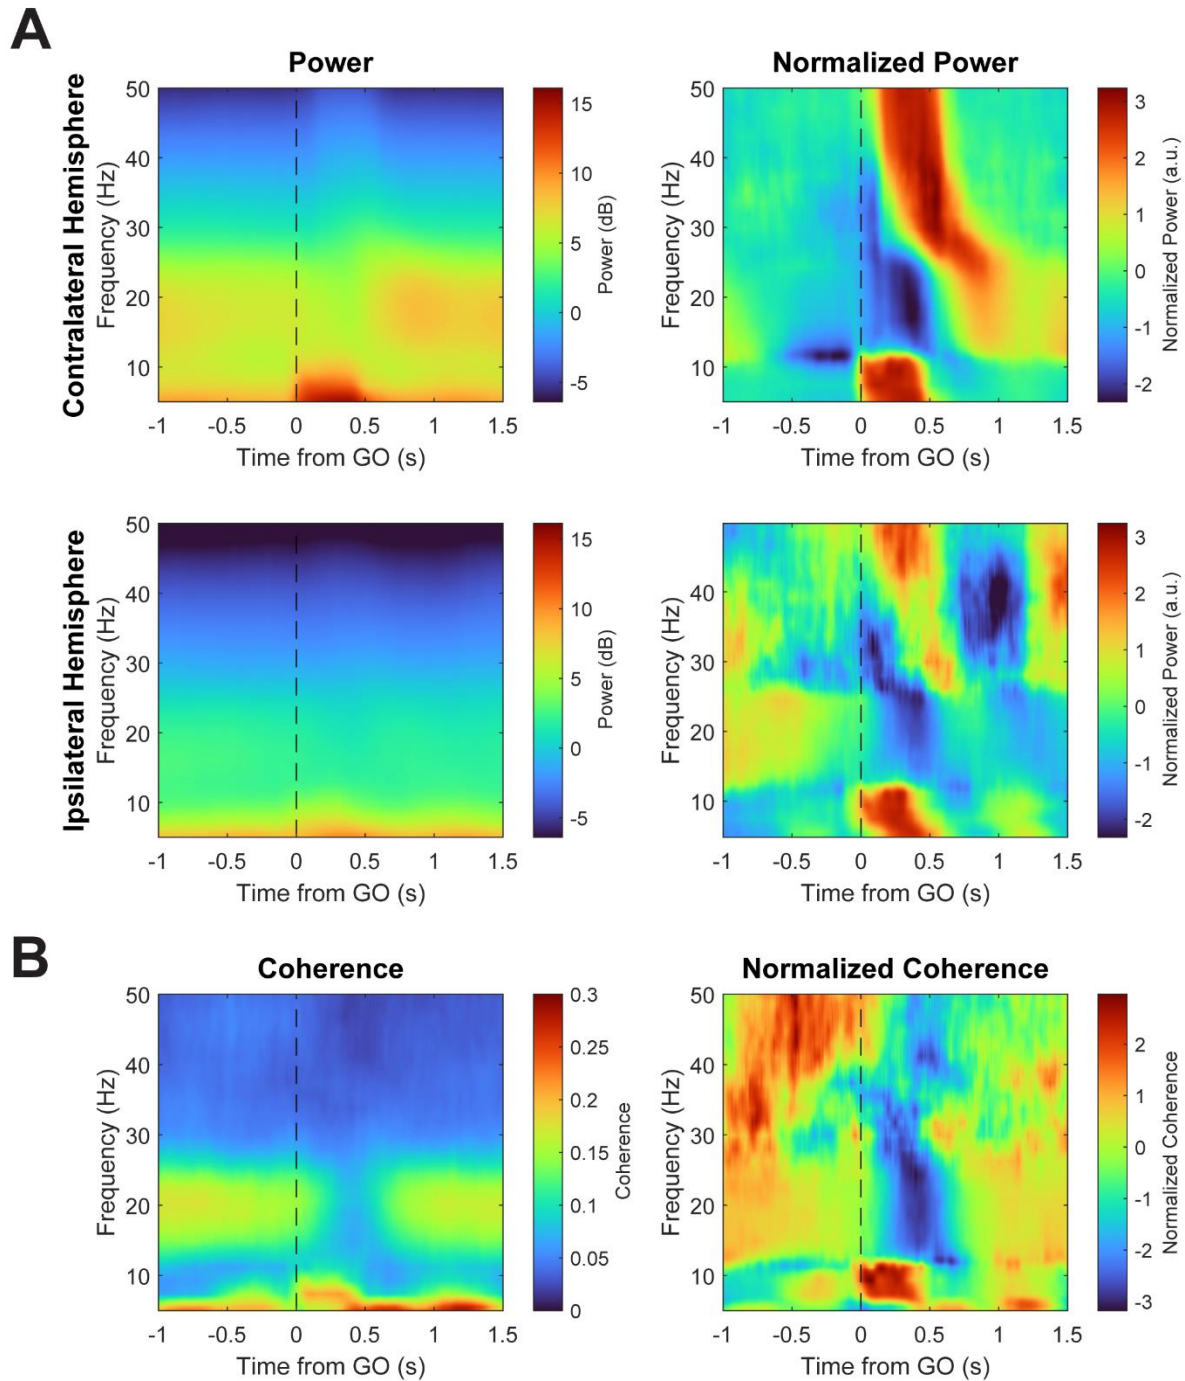 A
Power
Normalized Power
Contralateral Hemisphere
Frequency (Hz)
50
40
30
20
10
-1 -0.5 0 0.5 1 1.5
Time from GO (s)
15
10
5
0
-5
Power (dB)
Frequency (Hz)
50
40
30
20
10
-1 -0.5 0 0.5 1 1.5
Time from GO (s)
3
2
1
0
-1
-2
Normalized Power (a.u.)
Ipsilateral Hemisphere
Frequency (Hz)
50
40
30
20
10
-1 -0.5 0 0.5 1 1.5
Time from GO (s)
15
10
5
0
-5
Power (dB)
Frequency (Hz)
40
30
20
10
-1 -0.5 0 0.5 1 1.5
Time from GO (s)
3
2
1
0
-1
-2
Normalized Power (a.u.)
B
Coherence
Normalized Coherence
Frequency (Hz)
50
40
30
20
10
-1 -0.5 0 0.5 1 1.5
Time from GO (s)
0.3
0.25
0.2
0.15
0.1
0.05
0
Coherence
Frequency (Hz)
50
40
30
20
10
-1 -0.5 0 0.5 1 1.5
Time from GO (s)
2
1
0
-1
-2
-3
Normalized Coherence